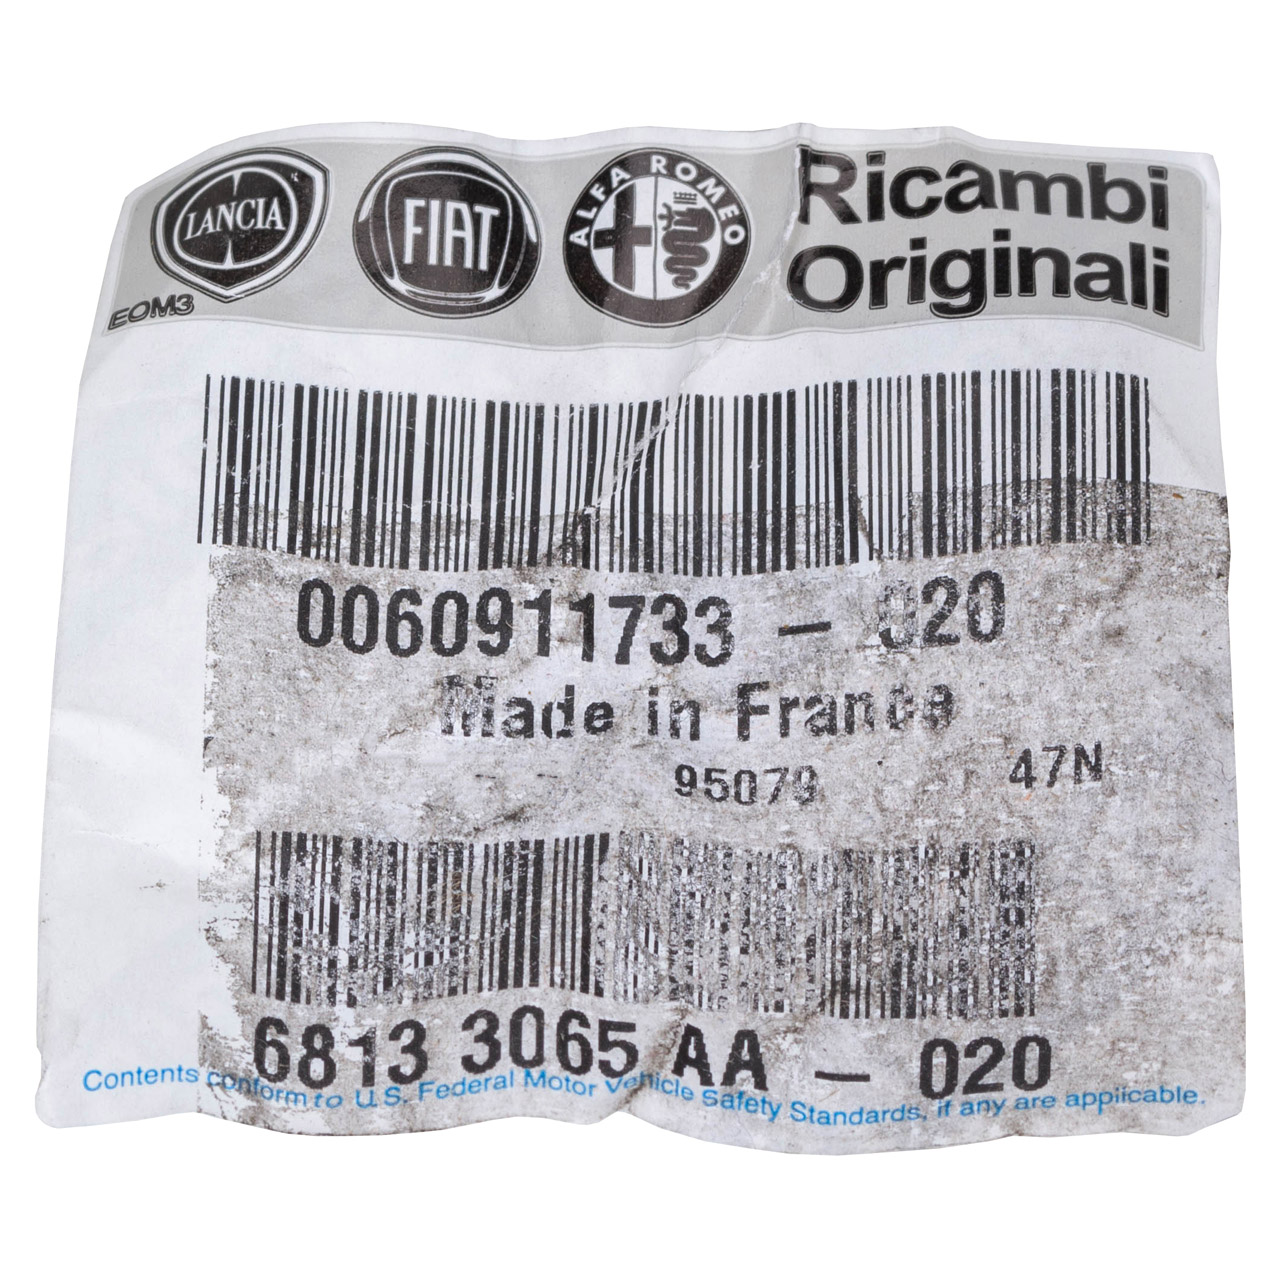 LANCIA
FIAT
ALFA ROMEO
Ricambi
Originali
EOM3
0060911733 - 020
Made in France
95079
47N
6813 3065 AA - 020
Contents conform to U.S. Federal Motor Vehicle Safety Standards, if any are applicable.